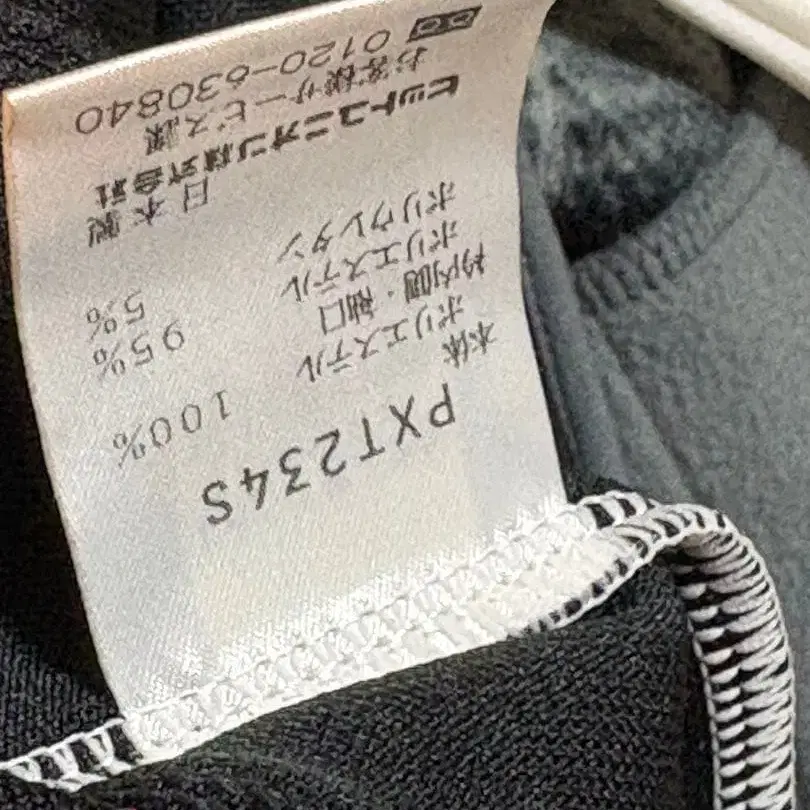 PXT234S
本体
ポリエステル 100%
衿内側・袖口
ポリエステル 95%
ポリウレタン 5%
日本製
ヒットユニオン株式会社
お客様サービス課
0120-630840